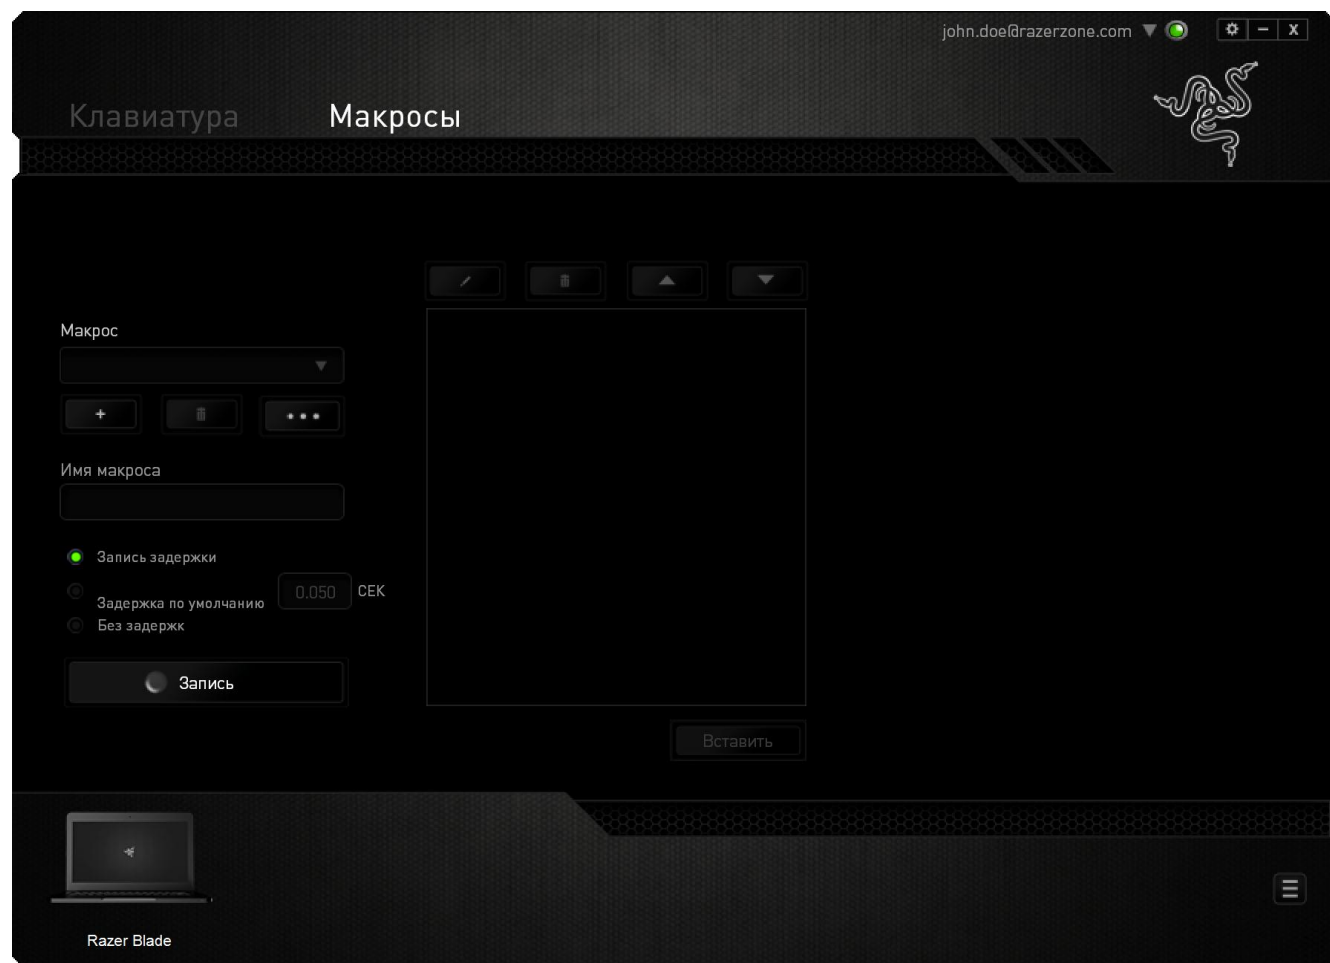 john.doe@razerzone.com
Клавиатура Макросы
Макрос
Имя макроса
Запись задержки
Задержка по умолчанию 0.050 СЕК
Без задержк
Запись
Вставить
Razer Blade